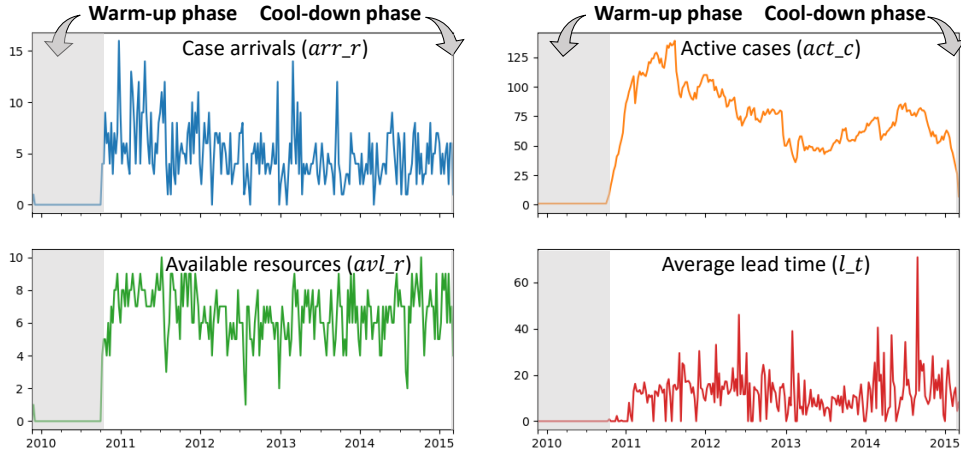 Warm-up phase Cool-down phase
Case arrivals (arr_r)
15
10
5
0
Warm-up phase Cool-down phase
Active cases (act_c)
125
100
75
50
25
0
Available resources (avl_r)
10
8
6
4
2
0
2010 2011 2012 2013 2014 2015
Average lead time (l_t)
60
40
20
0
2010 2011 2012 2013 2014 2015